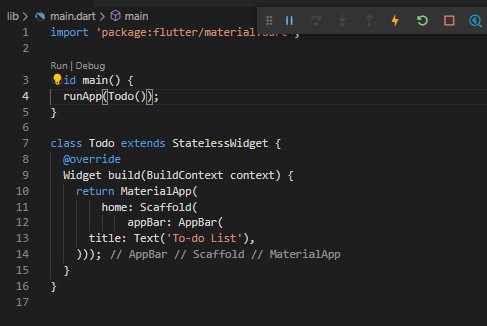 lib > main.dart > main
1 import 'package:flutter/material.
2
Run | Debug
3 id main() {
4 runApp(Todo());
5 }
6
7 class Todo extends StatelessWidget {
8 @override
9 Widget build(BuildContext context) {
10 return MaterialApp(
11 home: Scaffold(
12 appBar: AppBar(
13 title: Text('To-do List'),
14 ))); // AppBar // Scaffold // MaterialApp
15 }
16 }
17